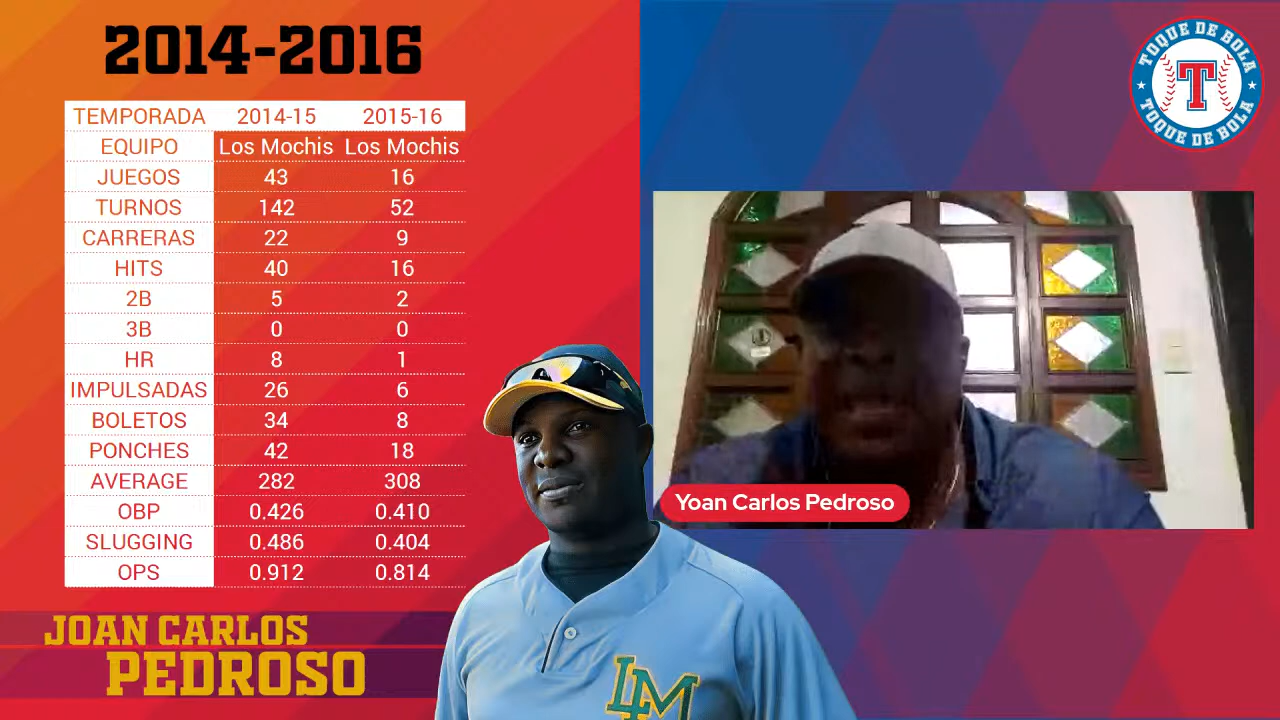 2014-2016
TEMPORADA 2014-15 2015-16
EQUIPO Los Mochis Los Mochis
JUEGOS 43 16
TURNOS 142 52
CARRERAS 22 9
HITS 40 16
2B 5 2
3B 0 0
HR 8 1
IMPULSADAS 26 6
BOLETOS 34 8
PONCHES 42 18
AVERAGE 282 308
OBP 0.426 0.410
SLUGGING 0.486 0.404
OPS 0.912 0.814
JOAN CARLOS
PEDROSO
LM
TOQUE DE BOLA
T
TOQUE DE BOLA
Yoan Carlos Pedroso